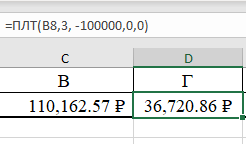 =ПЛТ(B8,3, -100000,0,0)
C D
В Г
110,162.57 ₽ 36,720.86 ₽